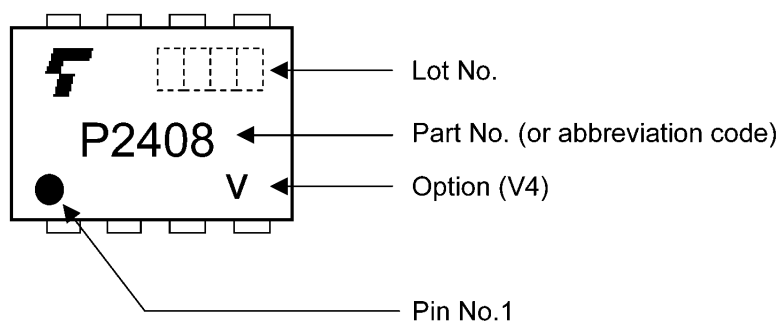 Lot No.
P2408
Part No. (or abbreviation code)
V
Option (V4)
Pin No.1